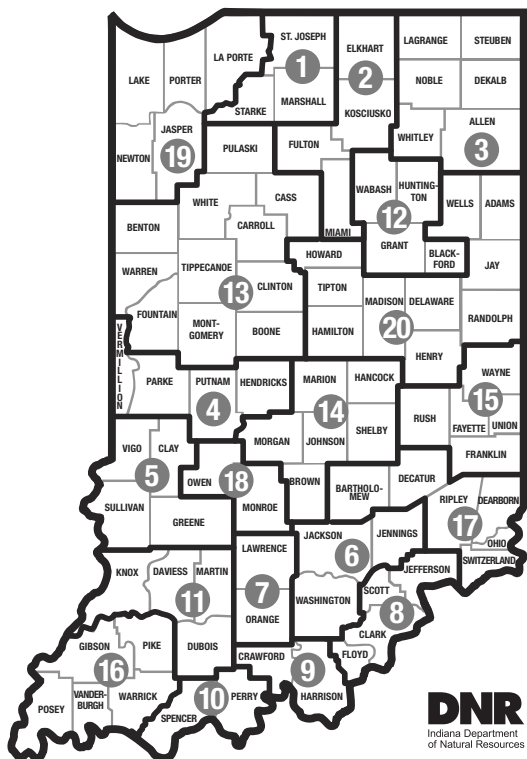 ST. JOSEPH
ELKHART
LAGRANGE
STEUBEN
LA PORTE
LAKE
PORTER
1
2
NOBLE
DEKALB
MARSHALL
STARKE
KOSCIUSKO
ALLEN
JASPER
WHITLEY
3
19
NEWTON
PULASKI
FULTON
WABASH
HUNTING-
TON
WELLS
ADAMS
WHITE
CASS
12
BENTON
CARROLL
MIAMI
GRANT
HOWARD
BLACK-
FORD
JAY
WARREN
TIPPECANOE
CLINTON
TIPTON
MADISON
DELAWARE
13
FOUNTAIN
RANDOLPH
MONT-
GOMERY
BOONE
HAMILTON
20
VERMILLION
HENRY
PARKE
PUTNAM
HENDRICKS
MARION
HANCOCK
WAYNE
4
14
15
RUSH
FAYETTE
UNION
MORGAN
JOHNSON
SHELBY
VIGO
CLAY
FRANKLIN
5
18
OWEN
BROWN
BARTHOLO-
MEW
DECATUR
RIPLEY
DEARBORN
SULLIVAN
MONROE
17
GREENE
JACKSON
JENNINGS
OHIO
LAWRENCE
6
SWITZERLAND
JEFFERSON
KNOX
DAVIESS
MARTIN
7
SCOTT
11
WASHINGTON
8
ORANGE
CLARK
GIBSON
PIKE
DUBOIS
CRAWFORD
FLOYD
16
9
HARRISON
POSEY
VANDER-
BURGH
WARRICK
10
PERRY
SPENCER
DNR
Indiana Department
of Natural Resources